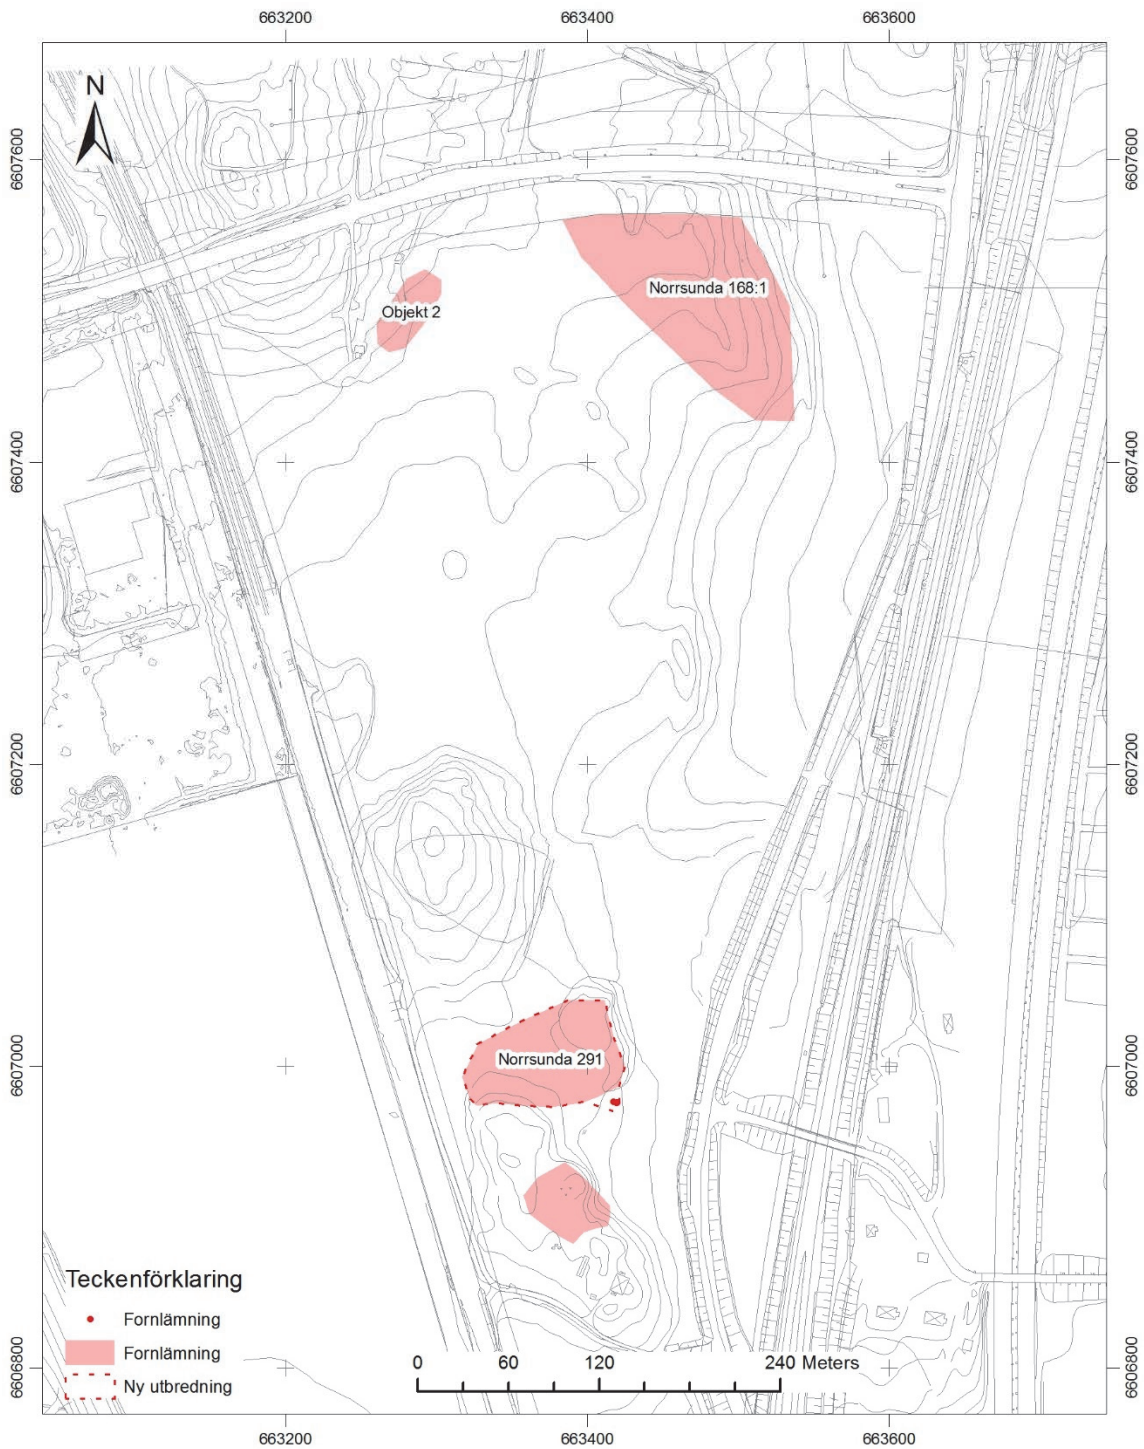 663200 663400 663600
N
6607600 6607600
Norrsunda 168:1
Objekt 2
6607400 6607400
6607200 6607200
Norrsunda 291
6607000 6607000
Teckenförklaring
Fornlämning
Fornlämning
Ny utbredning
0 60 120 240 Meters
6606800 6606800
663200 663400 663600